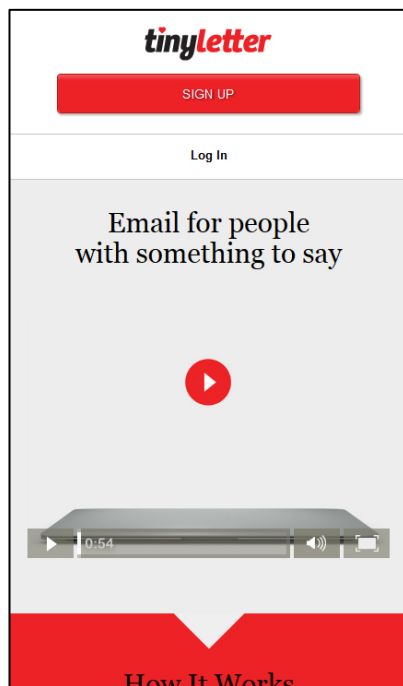 tinyletter
SIGN UP
Log In
Email for people
with something to say
0:54
How It Works